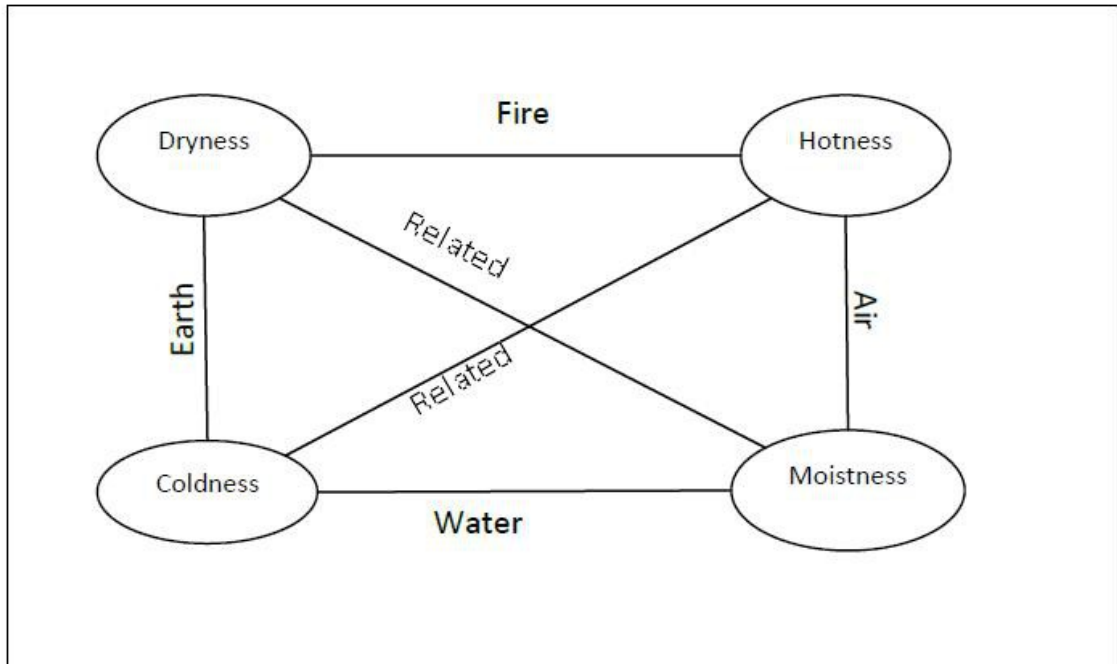 Fire
Dryness
Hotness
Related
Earth
Air
Related
Coldness
Moistness
Water